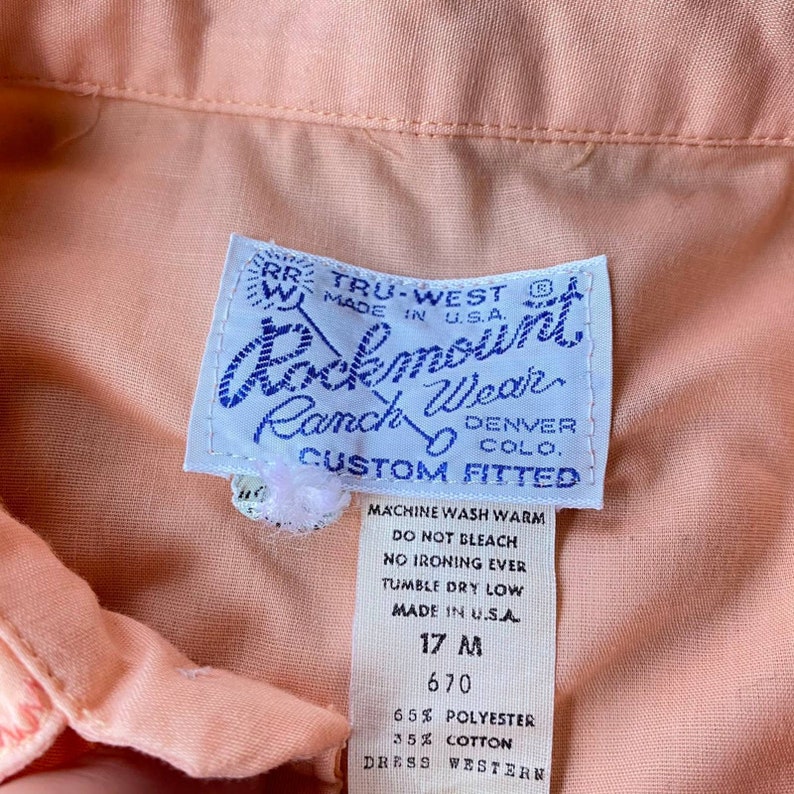 RR
W
TRU-WEST ®
MADE IN U.S.A.
Rockmount
Ranch Wear
DENVER
COLO.
CUSTOM FITTED
MACHINE WASH WARM
DO NOT BLEACH
NO IRONING EVER
TUMBLE DRY LOW
MADE IN U.S.A.
17 M
670
65% POLYESTER
35% COTTON
DRESS WESTERN